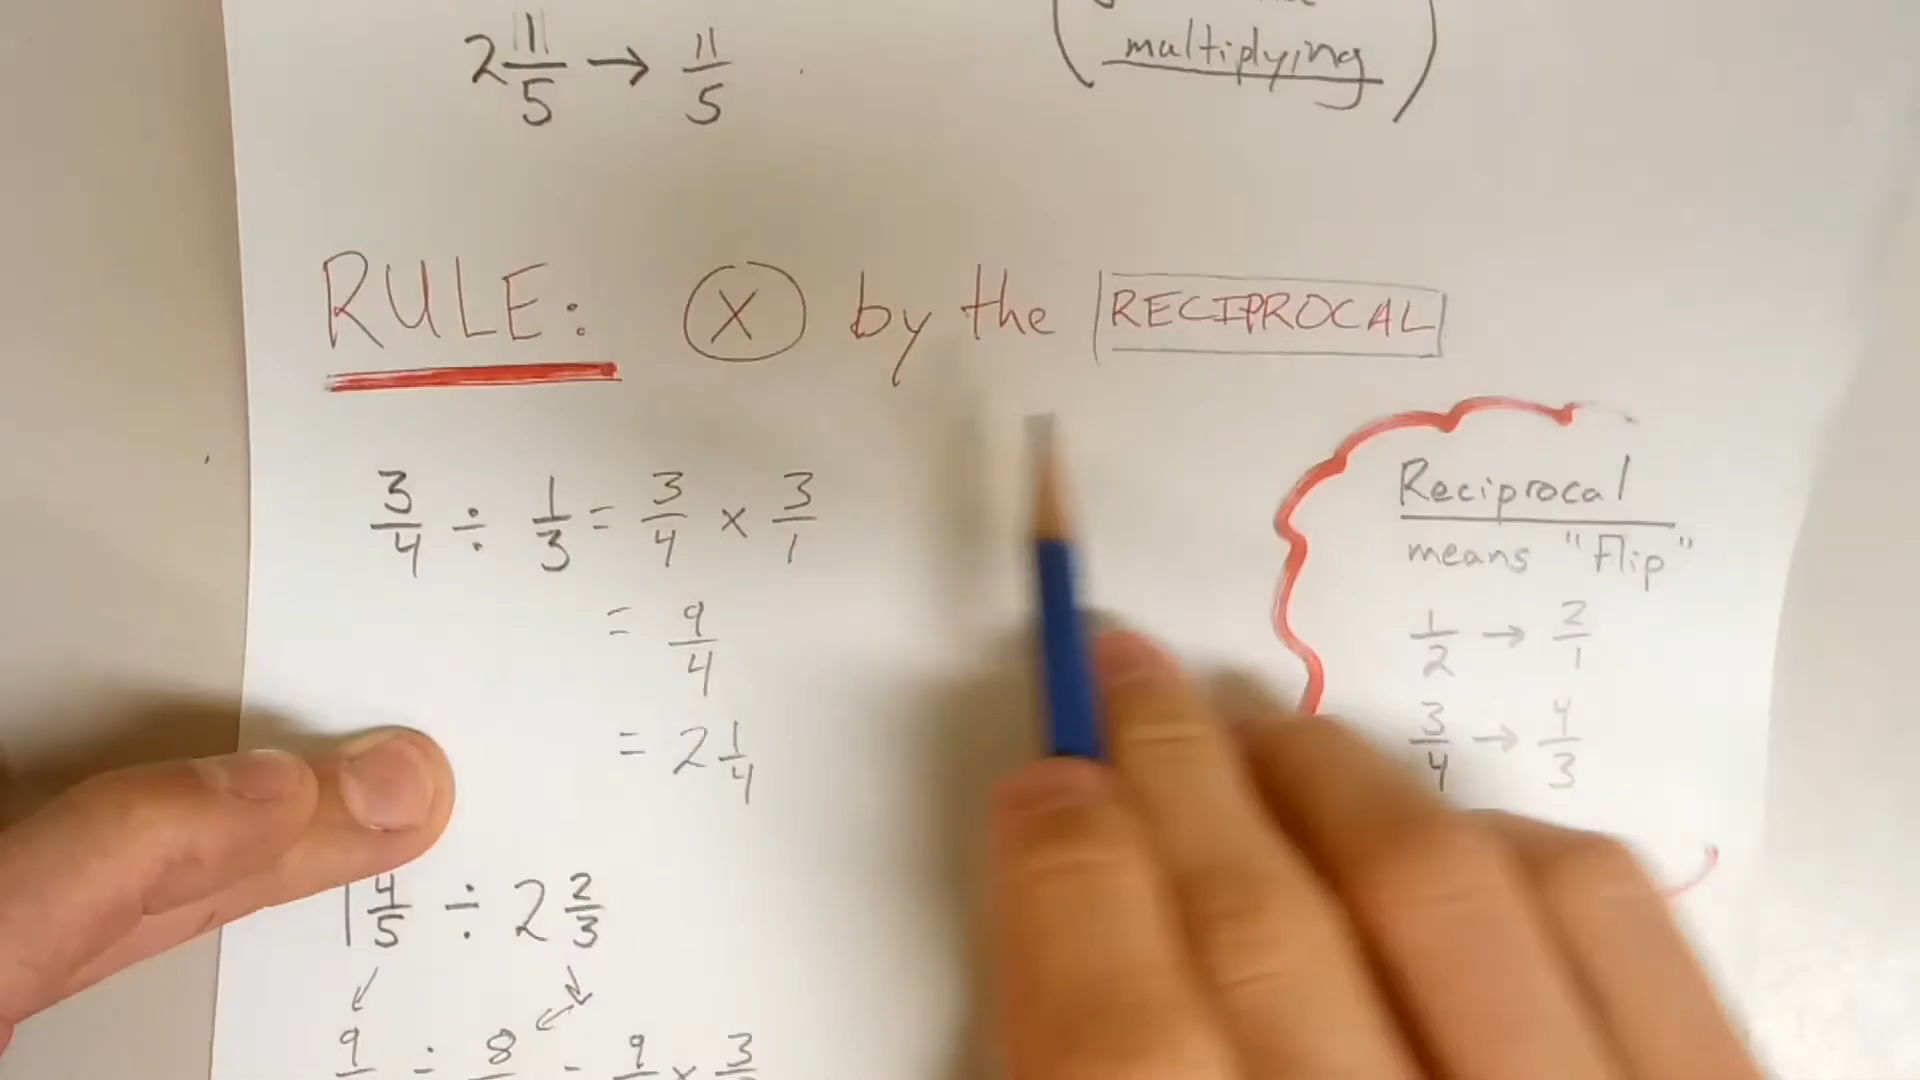 2 11/5 → 11/5
multiplying
RULE: X by the RECIPROCAL
3/4 ÷ 1/3 = 3/4 × 3/1
= 9/4
= 2 1/4
Reciprocal
means "Flip"
1/2 → 2/1
3/4 → 4/3
1 4/5 ÷ 2 2/3
9 ÷ 8 = 9 × 3